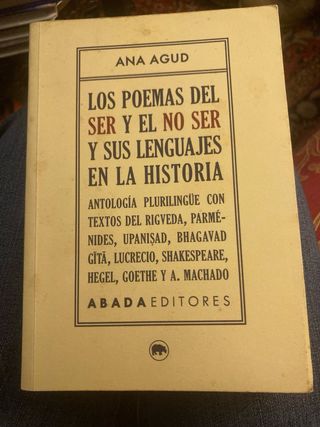 ANA AGUD
LOS POEMAS DEL
SER Y EL NO SER
Y SUS LENGUAJES
EN LA HISTORIA
ANTOLOGÍA PLURILINGÜE CON
TEXTOS DEL RIGVEDA, PARMÉ-
NIDES, UPANIṢAD, BHAGAVAD
GĪTĀ, LUCRECIO, SHAKESPEARE,
HEGEL, GOETHE Y A. MACHADO
ABADA EDITORES